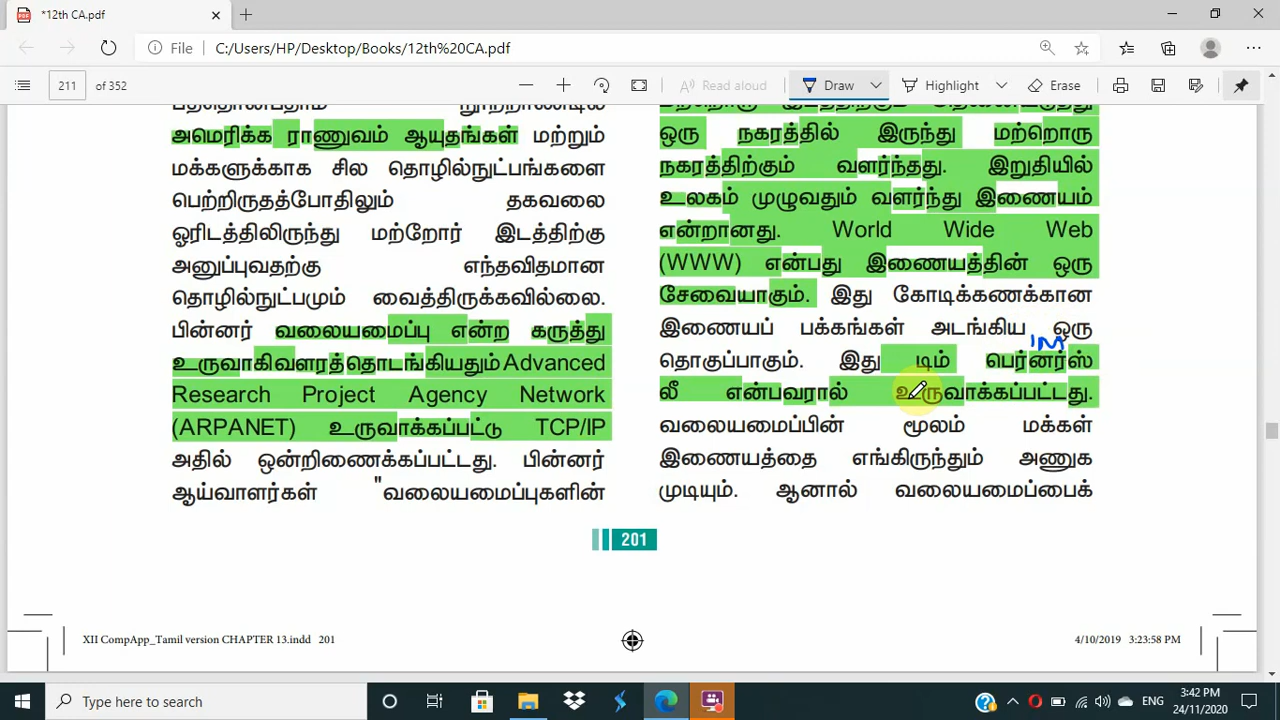 *12th CA.pdf
File C:/Users/HP/Desktop/Books/12th%20CA.pdf
211 of 352 Read aloud Draw Highlight Erase
அமெரிக்க ராணுவம் ஆயுதங்கள் மற்றும்
மக்களுக்காக சில தொழில்நுட்பங்களை
பெற்றிருதத்போதிலும் தகவலை
ஓரிடத்திலிருந்து மற்றோர் இடத்திற்கு
அனுப்புவதற்கு எந்தவிதமான
தொழில்நுட்பமும் வைத்திருக்கவில்லை.
பின்னர் வலையமைப்பு என்ற கருத்து
உருவாகிவளரத்தொடங்கியதும் Advanced
Research Project Agency Network
(ARPANET) உருவாக்கப்பட்டு TCP/IP
அதில் ஒன்றிணைக்கப்பட்டது. பின்னர்
ஆய்வாளர்கள் "வலையமைப்புகளின்
ஒரு நகரத்தில் இருந்து மற்றொரு
நகரத்திற்கும் வளர்ந்தது. இறுதியில்
உலகம் முழுவதும் வளர்ந்து இணையம்
என்றானது. World Wide Web
(WWW) என்பது இணையத்தின் ஒரு
சேவையாகும். இது கோடிக்கணக்கான
இணையப் பக்கங்கள் அடங்கிய ஒரு
தொகுப்பாகும். இது டிம் பெர்னர்ஸ்
லீ என்பவரால் உருவாக்கப்பட்டது.
வலையமைப்பின் மூலம் மக்கள்
இணையத்தை எங்கிருந்தும் அணுக
முடியும். ஆனால் வலையமைப்பைக்
201
XII CompApp_Tamil version CHAPTER 13.indd 201 4/10/2019 3:23:58 PM
Type here to search
ENG
3:42 PM
24/11/2020